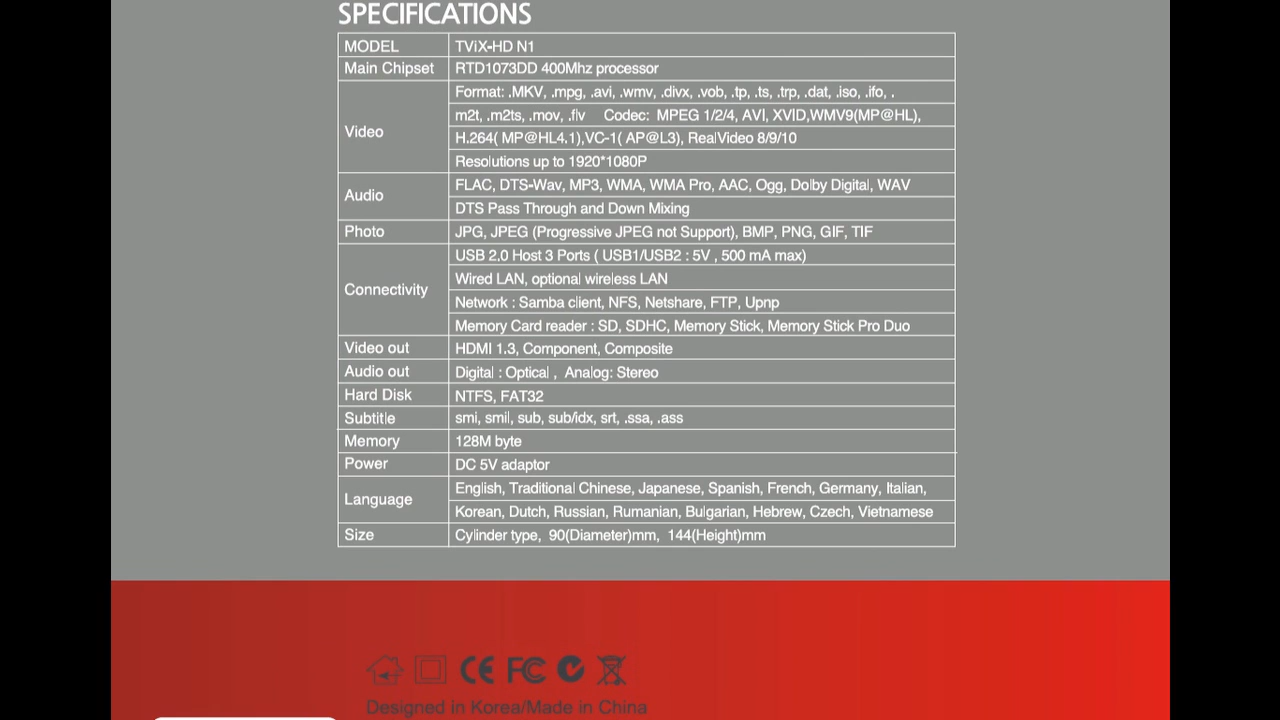 SPECIFICATIONS
MODEL TViX-HD N1
Main Chipset RTD1073DD 400Mhz processor
Video
Format: .MKV, .mpg, .avi, .wmv, .divx, .vob, .tp, .ts, .trp, .dat, .iso, .ifo, .
m2t, .m2ts, .mov, .flv Codec: MPEG 1/2/4, AVI, XVID,WMV9(MP@HL),
H.264( MP@HL4.1),VC-1( AP@L3), RealVideo 8/9/10
Resolutions up to 1920*1080P
Audio
FLAC, DTS-Wav, MP3, WMA, WMA Pro, AAC, Ogg, Dolby Digital, WAV
DTS Pass Through and Down Mixing
Photo JPG, JPEG (Progressive JPEG not Support), BMP, PNG, GIF, TIF
Connectivity
USB 2.0 Host 3 Ports ( USB1/USB2 : 5V , 500 mA max)
Wired LAN, optional wireless LAN
Network : Samba client, NFS, Netshare, FTP, Upnp
Memory Card reader : SD, SDHC, Memory Stick, Memory Stick Pro Duo
Video out HDMI 1.3, Component, Composite
Audio out Digital : Optical , Analog: Stereo
Hard Disk NTFS, FAT32
Subtitle smi, smil, sub, sub/idx, srt, .ssa, .ass
Memory 128M byte
Power DC 5V adaptor
Language
English, Traditional Chinese, Japanese, Spanish, French, Germany, Italian,
Korean, Dutch, Russian, Rumanian, Bulgarian, Hebrew, Czech, Vietnamese
Size Cylinder type, 90(Diameter)mm, 144(Height)mm
CE FC
Designed in Korea/Made in China